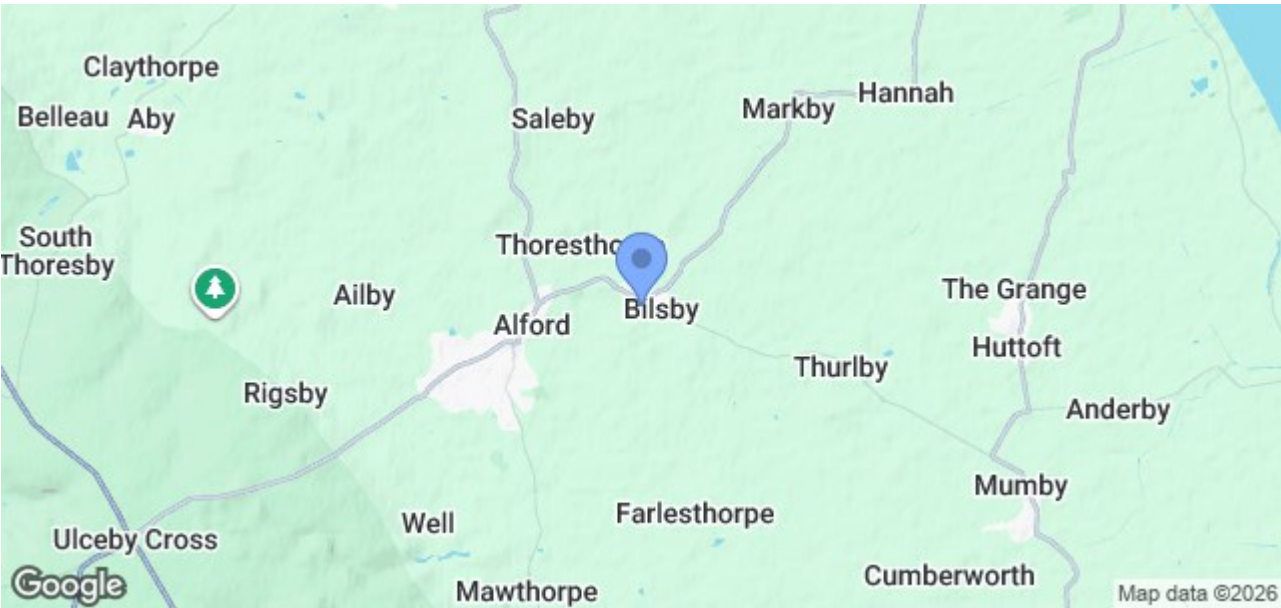 Claythorpe
Hannah
Belleau
Aby
Saleby
Markby
South
Thoresby
Ailby
The Grange
Bilsby
Alford
Huttoft
Thurlby
Rigsby
Anderby
Mumby
Well
Farlesthorpe
Ulceby Cross
Cumberworth
Mawthorpe
Google
Map data ©2026